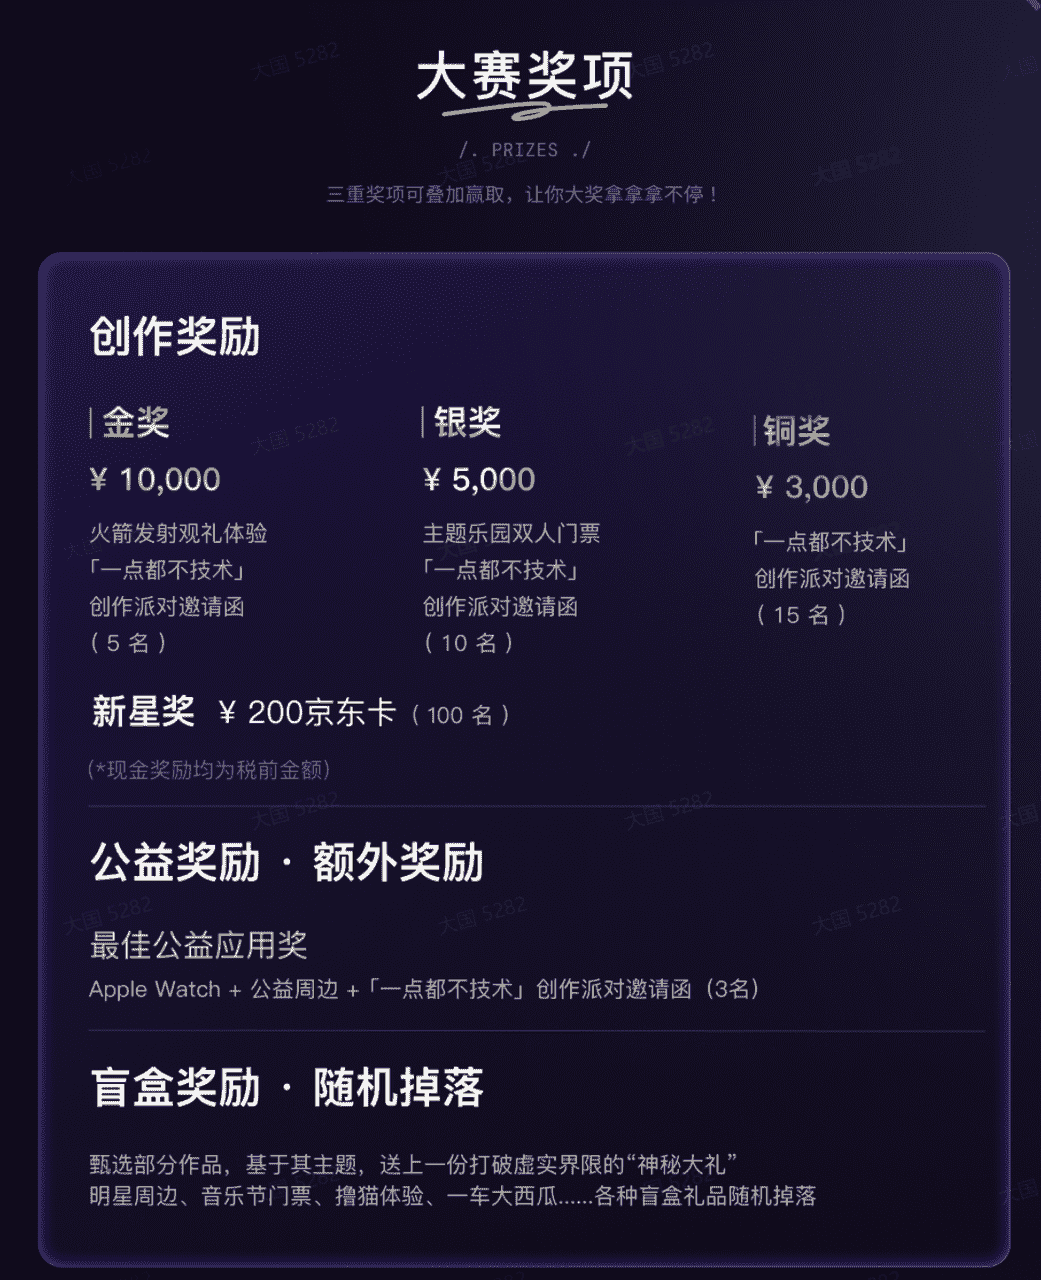 大赛奖项
/. PRIZES ./
三重奖项可叠加赢取，让你大奖拿拿拿不停！
创作奖励
金奖
¥ 10,000
火箭发射观礼体验
「一点都不技术」
创作派对邀请函
（ 5 名 ）
银奖
¥ 5,000
主题乐园双人门票
「一点都不技术」
创作派对邀请函
（ 10 名 ）
铜奖
¥ 3,000
「一点都不技术」
创作派对邀请函
（ 15 名 ）
新星奖 ¥ 200京东卡（ 100 名 ）
(*现金奖励均为税前金额)
公益奖励 · 额外奖励
最佳公益应用奖
Apple Watch + 公益周边 +「一点都不技术」创作派对邀请函（3名）
盲盒奖励 · 随机掉落
甄选部分作品，基于其主题，送上一份打破虚实界限的“神秘大礼”
明星周边、音乐节门票、撸猫体验、一车大西瓜......各种盲盒礼品随机掉落
大国 5282